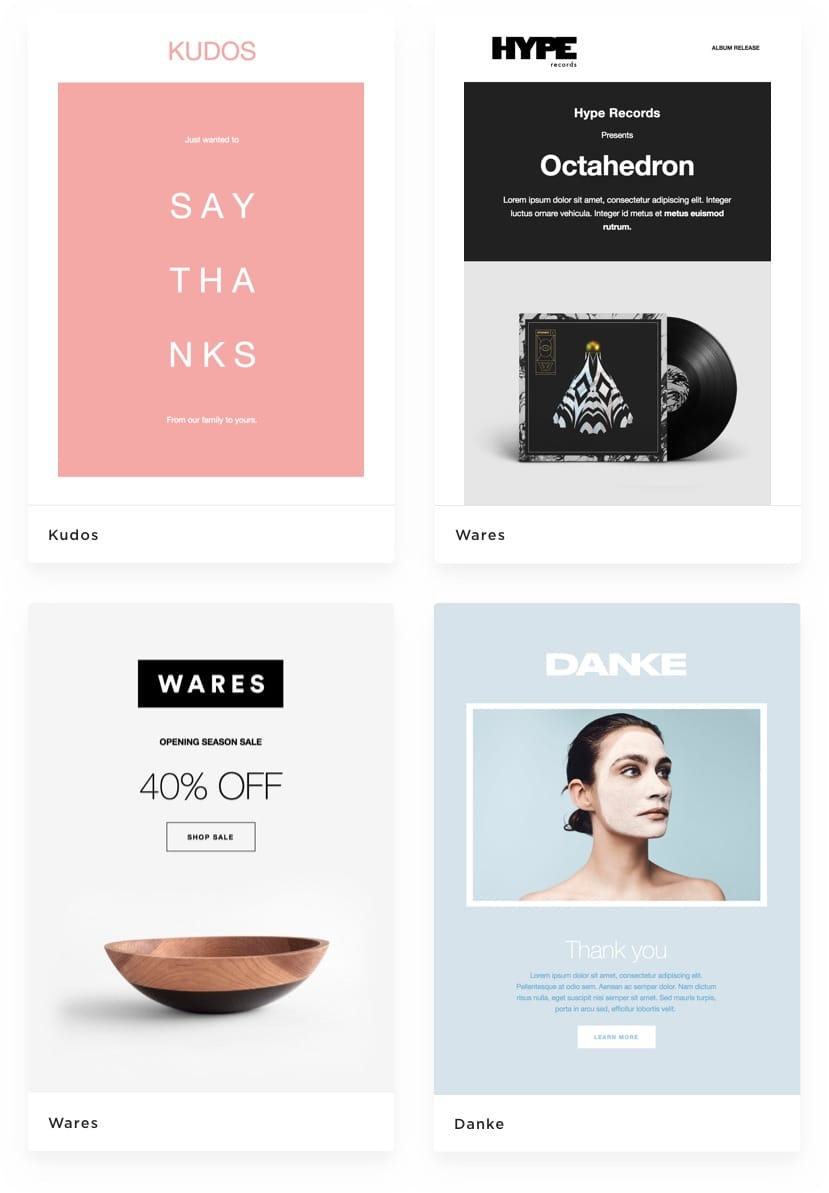 KUDOS
Just wanted to
SAY
THA
NKS
From our family to yours.
Kudos
HYPE
records
ALBUM RELEASE
Hype Records
Presents
Octahedron
Lorem ipsum dolor sit amet, consectetur adipiscing elit. Integer
luctus ornare vehicula. Integer id metus et metus euismod
rutrum.
Wares
WARES
OPENING SEASON SALE
40% OFF
SHOP SALE
Wares
DANKE
Thank you
Lorem ipsum dolor sit amet, consectetur adipiscing elit.
Pellentesque at odio sem. Aenean ac semper dolor. Nam dictum
risus nulla, eget suscipit nisi semper sit amet. Sed mauris turpis,
porta in arcu sed, efficitur lobortis velit.
LEARN MORE
Danke